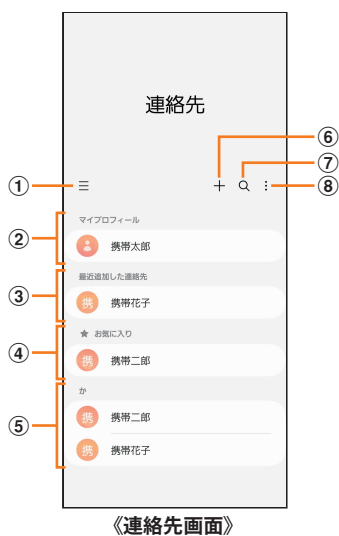 連絡先
⑥
⑦
①
⑧
マイプロフィール
②
携帯太郎
最近追加した連絡先
③
携
携帯花子
★ お気に入り
④
携
携帯二郎
か
⑤
携
携帯二郎
携
携帯花子
《連絡先画面》